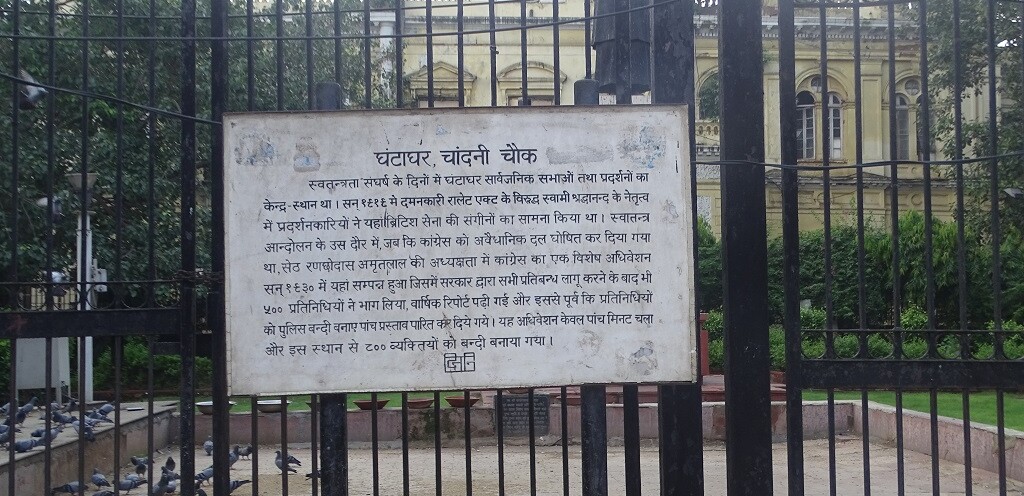 घंटाघर, चांदनी चौक
स्वतन्त्रता संघर्ष के दिनों में घंटाघर सार्वजनिक सभाओं तथा प्रदर्शनों का
केन्द्र-स्थान था। सन् १९१९ में दमनकारी रालेट एक्ट के विरुद्ध स्वामी श्रद्धानन्द के नेतृत्व
में प्रदर्शनकारियों ने यहां ब्रिटिश सेना की संगीनों का सामना किया था। स्वातन्त्र
आन्दोलन के उस दौर में, जब कि कांग्रेस को अवैधानिक दल घोषित कर दिया गया
था, सेठ रणछोदास अमृतलाल की अध्यक्षता में कांग्रेस का एक विशेष अधिवेशन
सन् १९३० में यहां सम्पन्न हुआ जिसमें सरकार द्वारा सभी प्रतिबन्ध लागू करने के बाद भी
५०० प्रतिनिधियों ने भाग लिया, वार्षिक रिपोर्ट पढ़ी गई और इससे पूर्व कि प्रतिनिधियों
को पुलिस बन्दी बनाए पांच प्रस्ताव पारित कर दिये गये। यह अधिवेशन केवल पांच मिनट चला
और इस स्थान से ८०० व्यक्तियों को बन्दी बनाया गया।